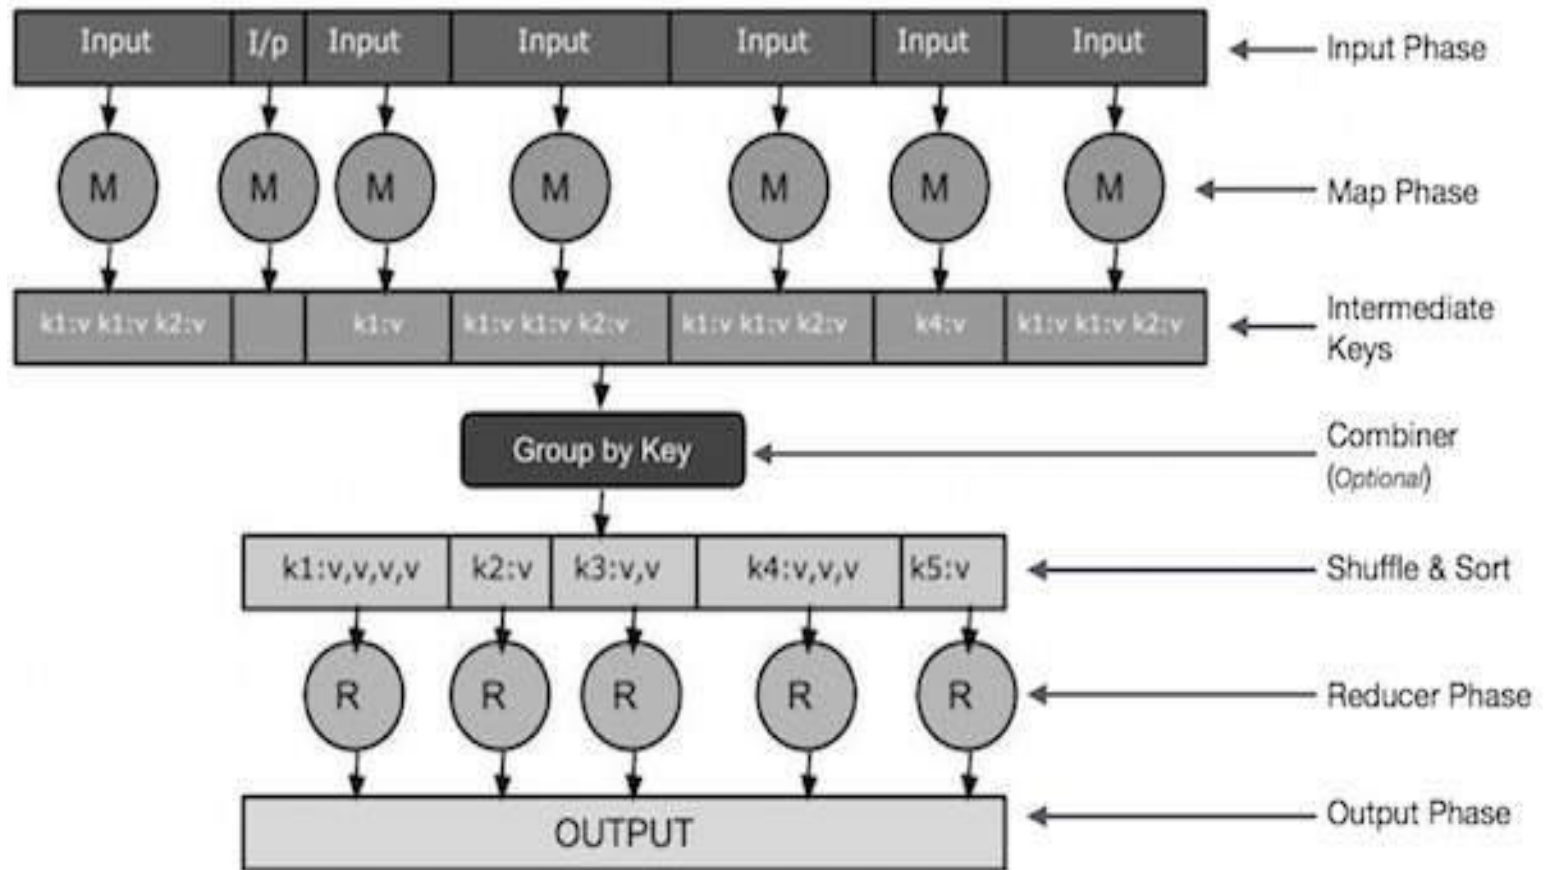 Input I/p Input Input Input Input Input Input Phase
M M M M M M M Map Phase
k1:v k1:v k2:v k1:v k1:v k1:v k2:v k1:v k1:v k2:v k4:v k1:v k1:v k2:v Intermediate
Keys
Group by Key Combiner
(Optional)
k1:v,v,v,v k2:v k3:v,v k4:v,v,v k5:v Shuffle & Sort
R R R R R Reducer Phase
OUTPUT Output Phase